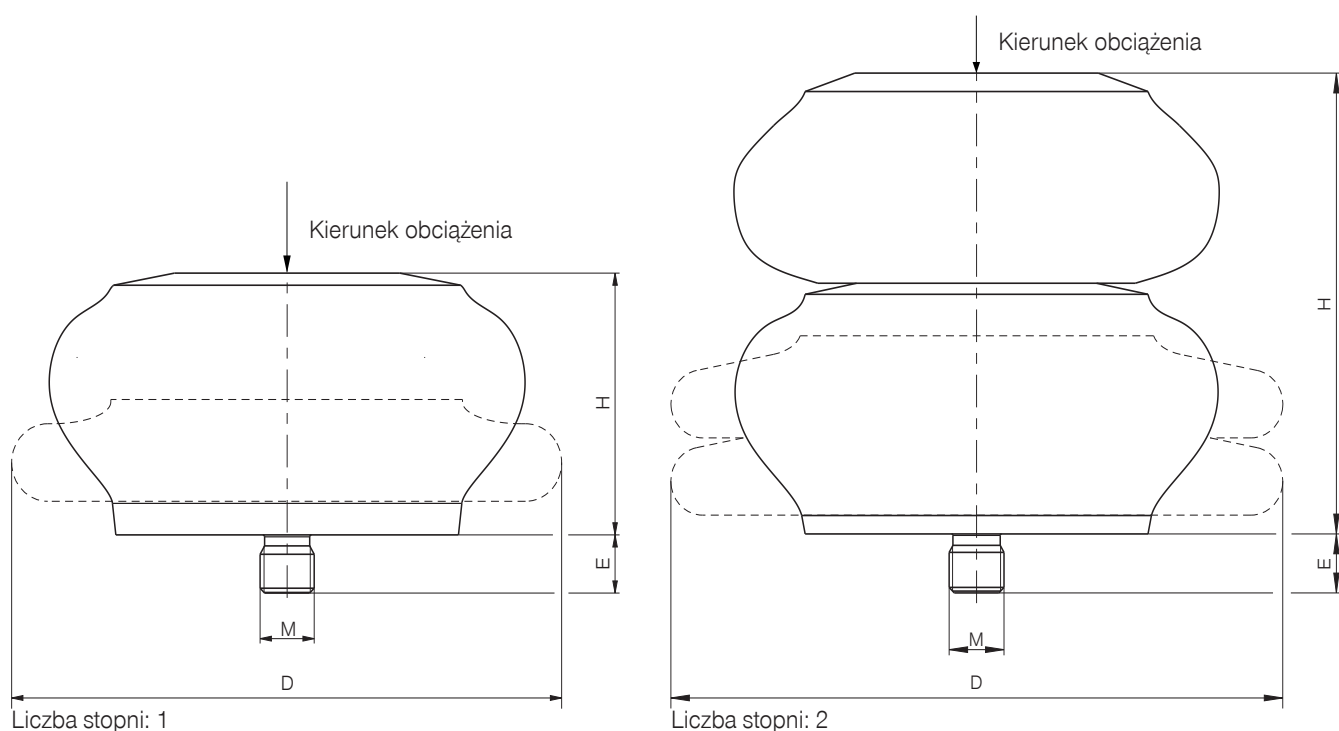 Kierunek obciążenia
H
E
M
D
Liczba stopni: 1
Kierunek obciążenia
H
E
M
D
Liczba stopni: 2